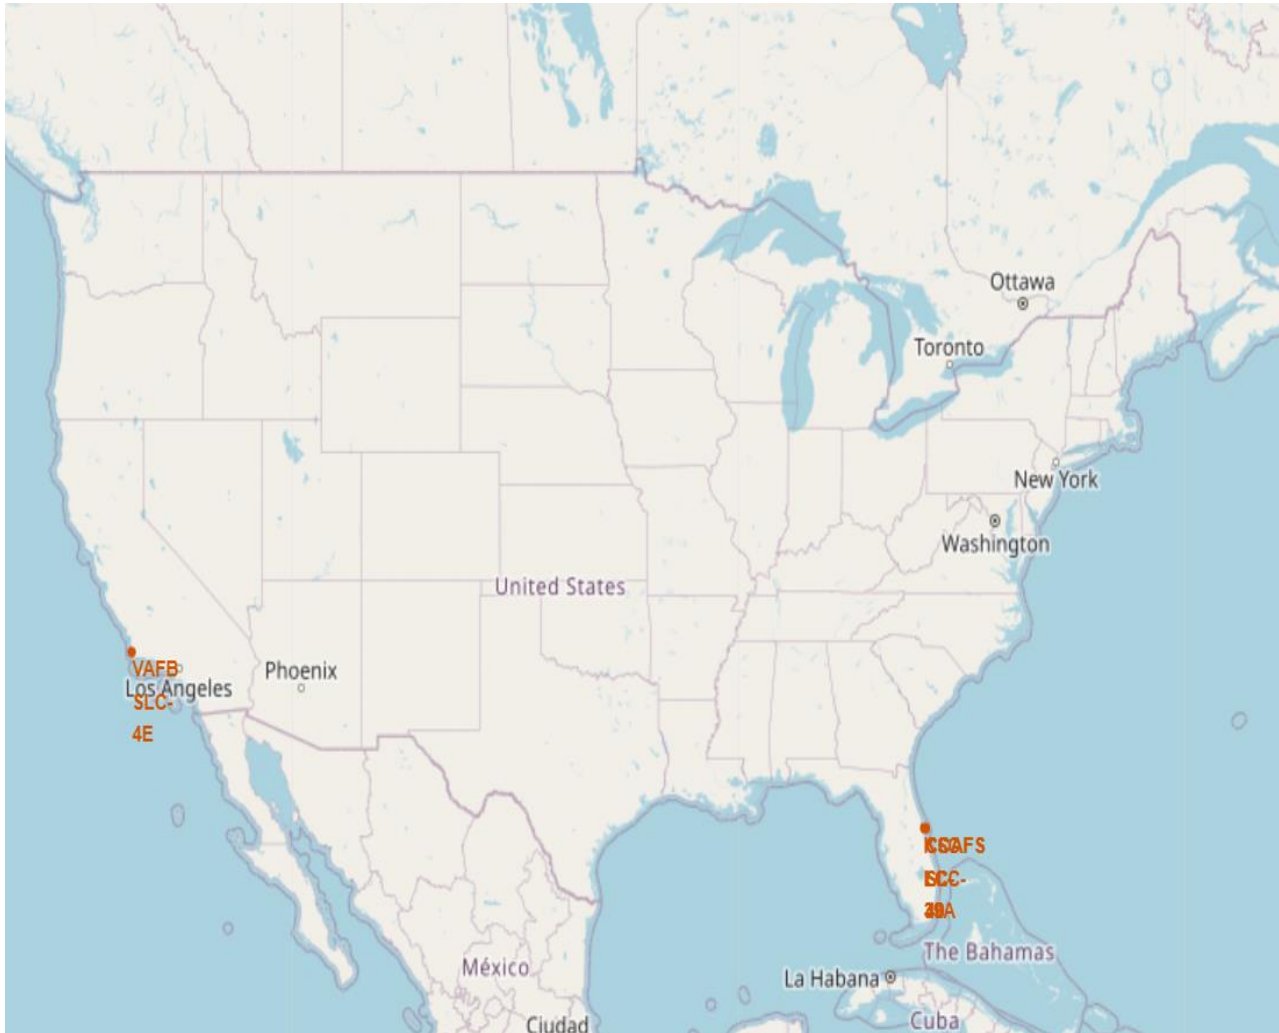 Ottawa
Toronto
New York
Washington
United States
Phoenix
VAFB
Los Angeles
SLC-
4E
The Bahamas
México
La Habana
Cuba
Ciudad